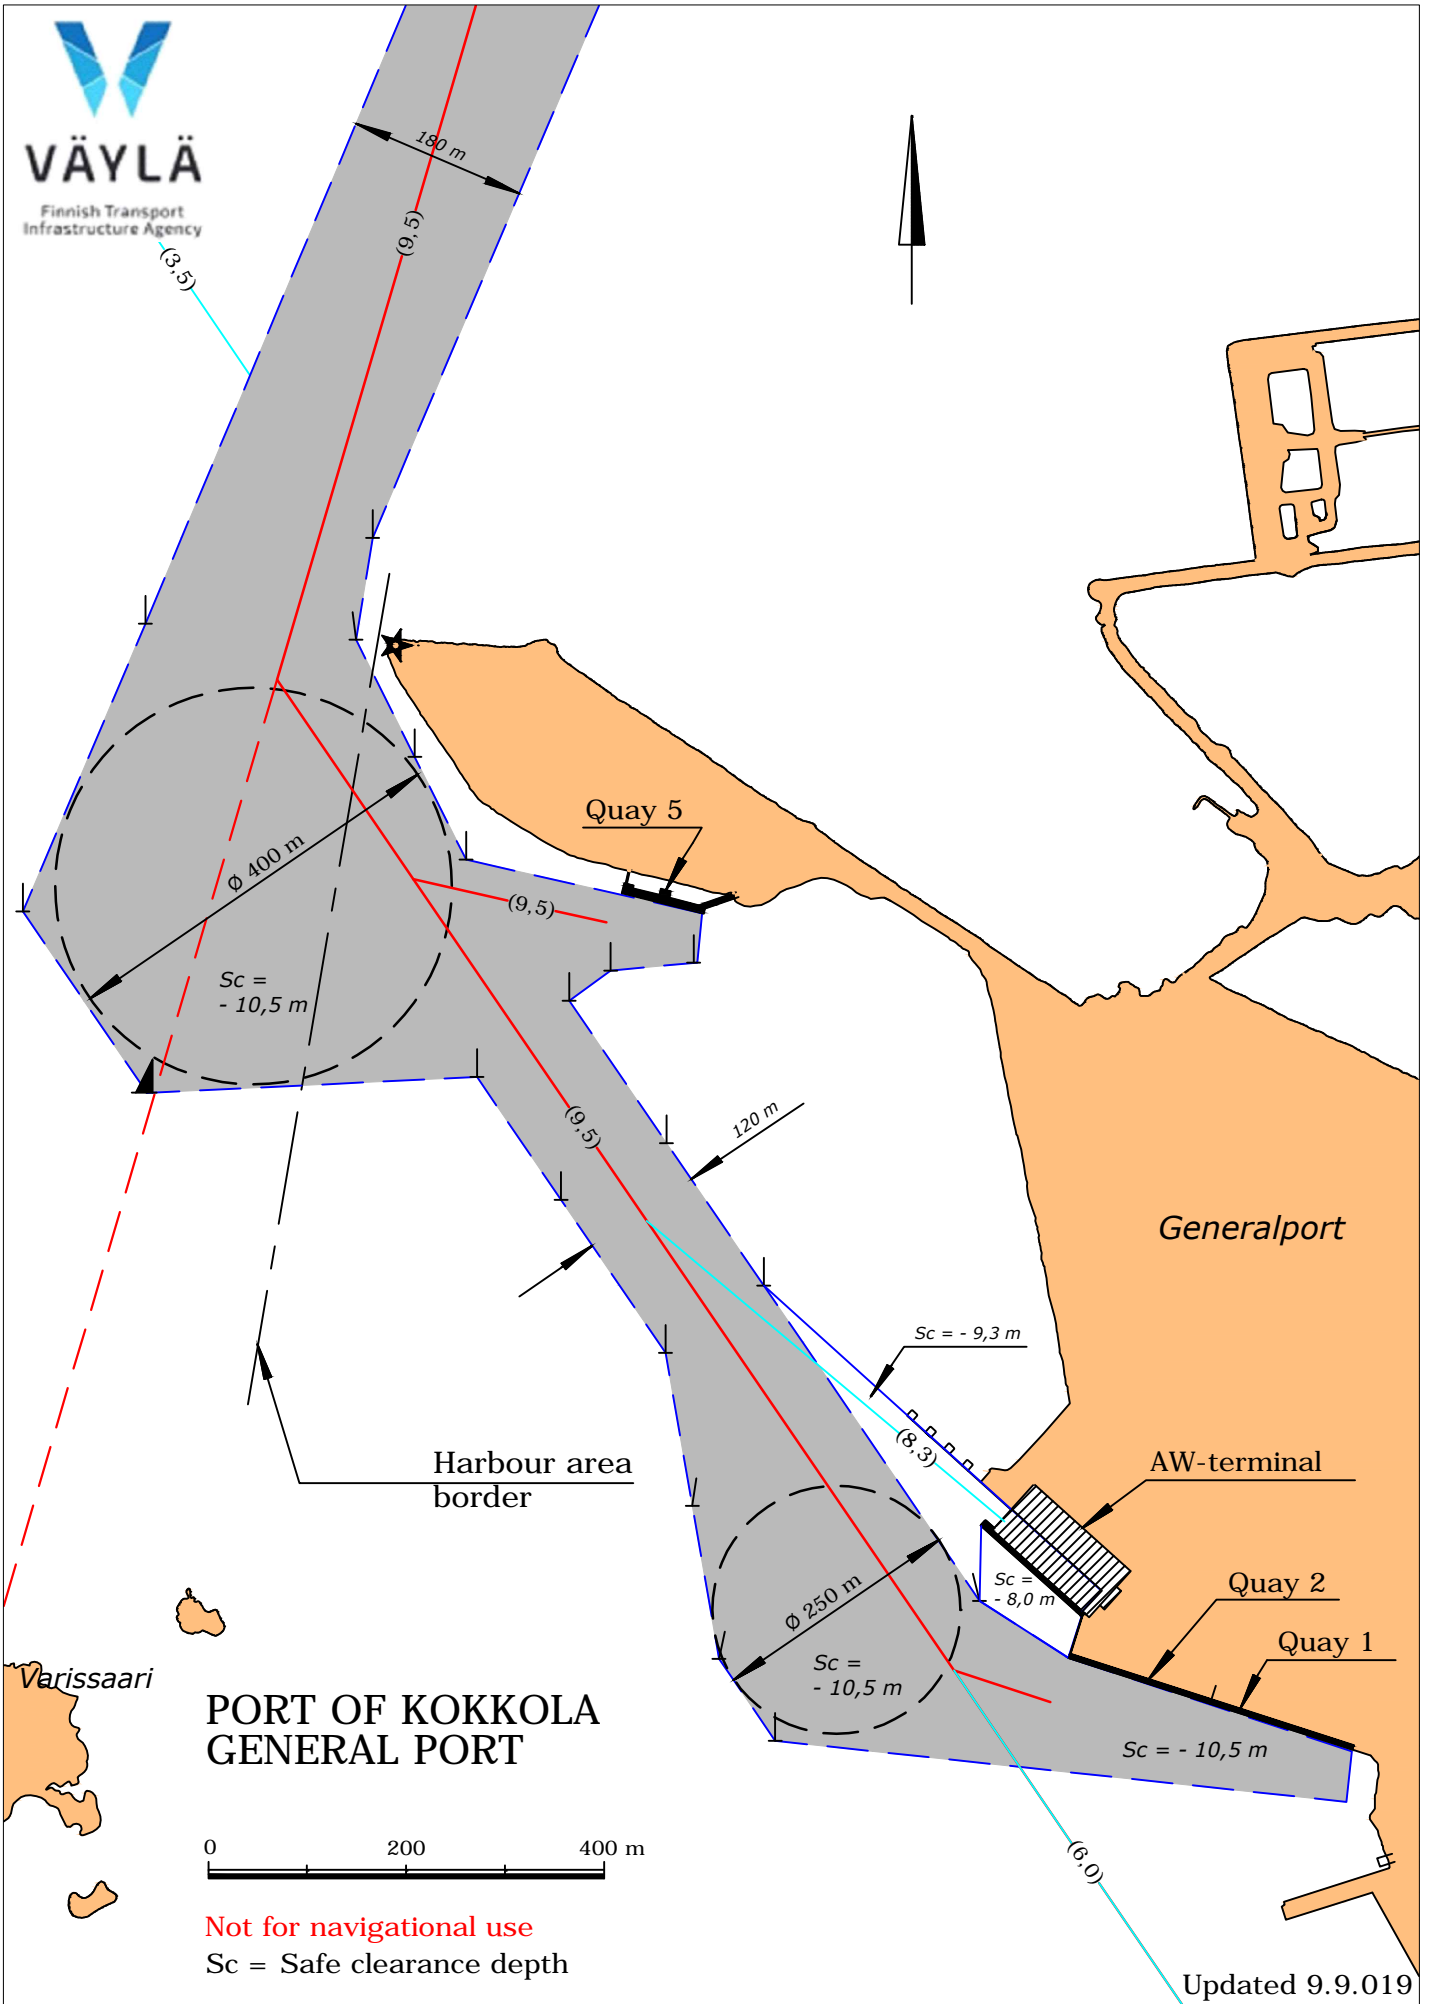 VÄYLÄ
Finnish Transport
Infrastructure Agency
180 m
(9,5)
(3,5)
Quay 5
Ø 400 m
(9,5)
Sc =
- 10,5 m
(9,5)
120 m
Generalport
Sc = - 9,3 m
(8,3)
Harbour area
border
AW-terminal
Sc =
- 8,0 m
Quay 2
Ø 250 m
Quay 1
Sc =
- 10,5 m
Varissaari
PORT OF KOKKOLA
GENERAL PORT
Sc = - 10,5 m
0 200 400 m
(6,0)
Not for navigational use
Sc = Safe clearance depth
Updated 9.9.019